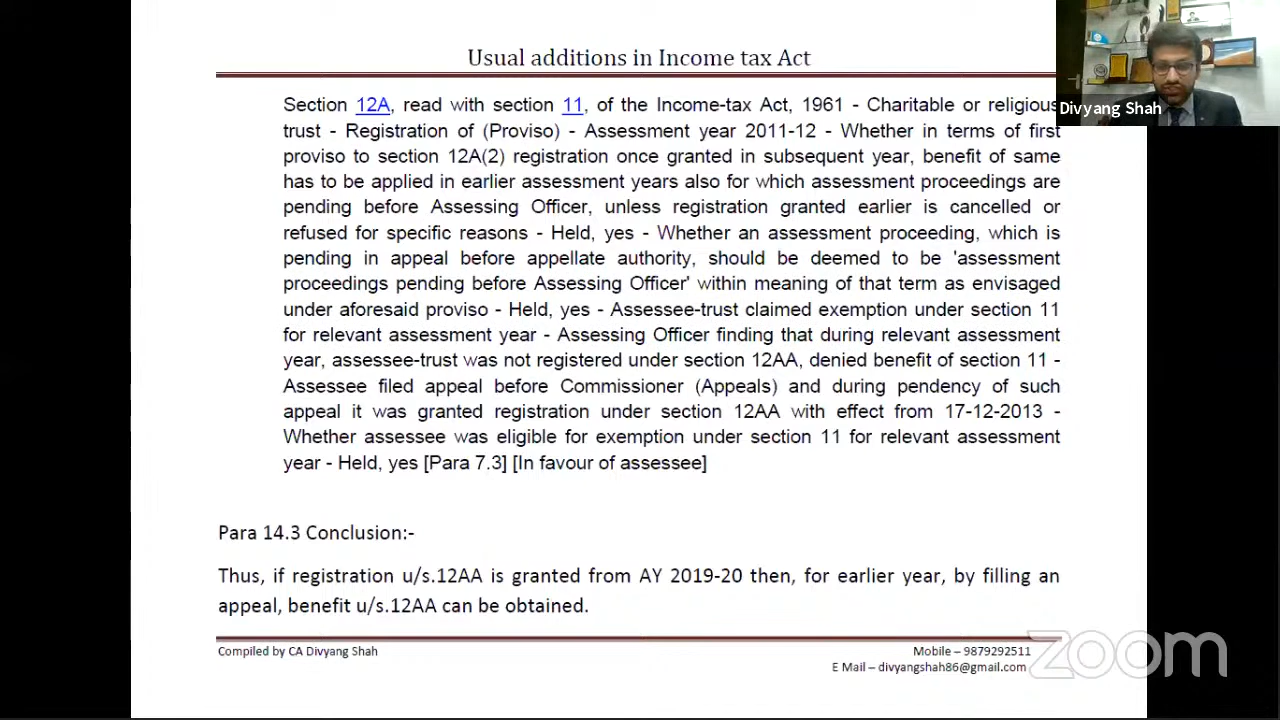 Usual additions in Income tax Act
Divyang Shah
Section 12A, read with section 11, of the Income-tax Act, 1961 - Charitable or religious
trust - Registration of (Proviso) - Assessment year 2011-12 - Whether in terms of first
proviso to section 12A(2) registration once granted in subsequent year, benefit of same
has to be applied in earlier assessment years also for which assessment proceedings are
pending before Assessing Officer, unless registration granted earlier is cancelled or
refused for specific reasons - Held, yes - Whether an assessment proceeding, which is
pending in appeal before appellate authority, should be deemed to be 'assessment
proceedings pending before Assessing Officer' within meaning of that term as envisaged
under aforesaid proviso - Held, yes - Assessee-trust claimed exemption under section 11
for relevant assessment year - Assessing Officer finding that during relevant assessment
year, assessee-trust was not registered under section 12AA, denied benefit of section 11 -
Assessee filed appeal before Commissioner (Appeals) and during pendency of such
appeal it was granted registration under section 12AA with effect from 17-12-2013 -
Whether assessee was eligible for exemption under section 11 for relevant assessment
year - Held, yes [Para 7.3] [In favour of assessee]
Para 14.3 Conclusion:-
Thus, if registration u/s.12AA is granted from AY 2019-20 then, for earlier year, by filling an
appeal, benefit u/s.12AA can be obtained.
Compiled by CA Divyang Shah
Mobile – 9879292511
E Mail – divyangshah86@gmail.com
zoom